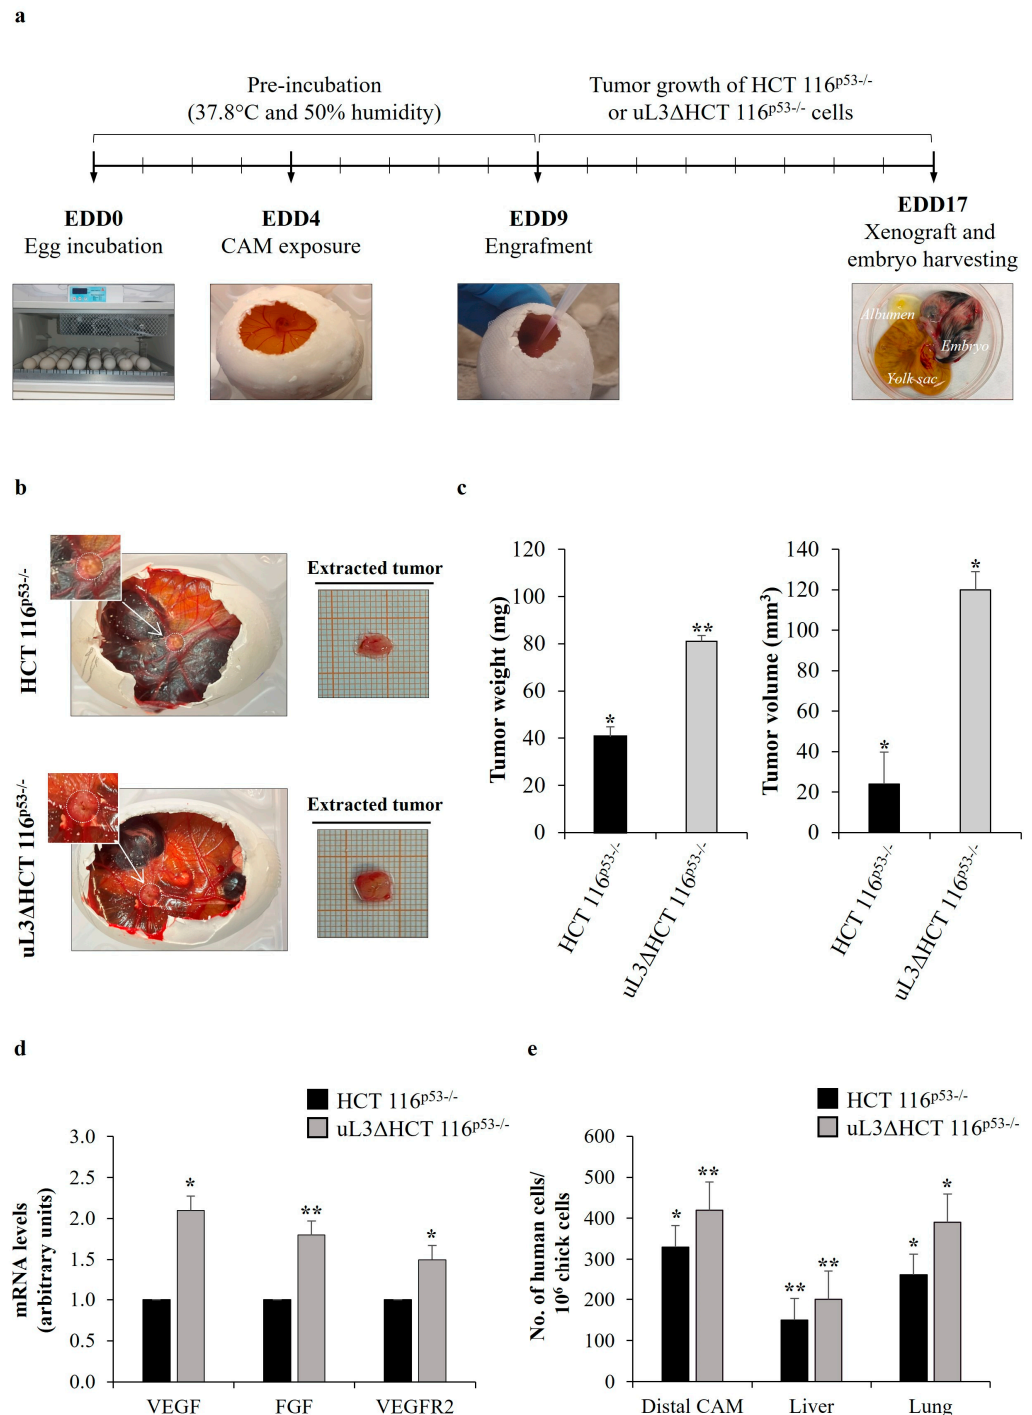 a
Pre-incubation
(37.8°C and 50% humidity)
Tumor growth of HCT 116p53-/-
or uL3ΔHCT 116p53-/- cells
EDD0
Egg incubation
EDD4
CAM exposure
EDD9
Engrafment
EDD17
Xenograft and
embryo harvesting
Albumen
Embryo
Yolk sac
b
HCT 116p53-/-
Extracted tumor
uL3ΔHCT 116p53-/-
Extracted tumor
c
Tumor weight (mg)
120
100
80
60
40
20
0
*
**
HCT 116p53-/-
uL3ΔHCT 116p53-/-
Tumor volume (mm3)
140
120
100
80
60
40
20
0
*
*
HCT 116p53-/-
uL3ΔHCT 116p53-/-
d
HCT 116p53-/-
uL3ΔHCT 116p53-/-
mRNA levels
(arbitrary units)
3.0
2.5
2.0
1.5
1.0
0.5
0.0
*
**
*
VEGF FGF VEGFR2
e
HCT 116p53-/-
uL3ΔHCT 116p53-/-
No. of human cells/
106 chick cells
600
500
400
300
200
100
0
*
**
**
**
*
*
Distal CAM Liver Lung